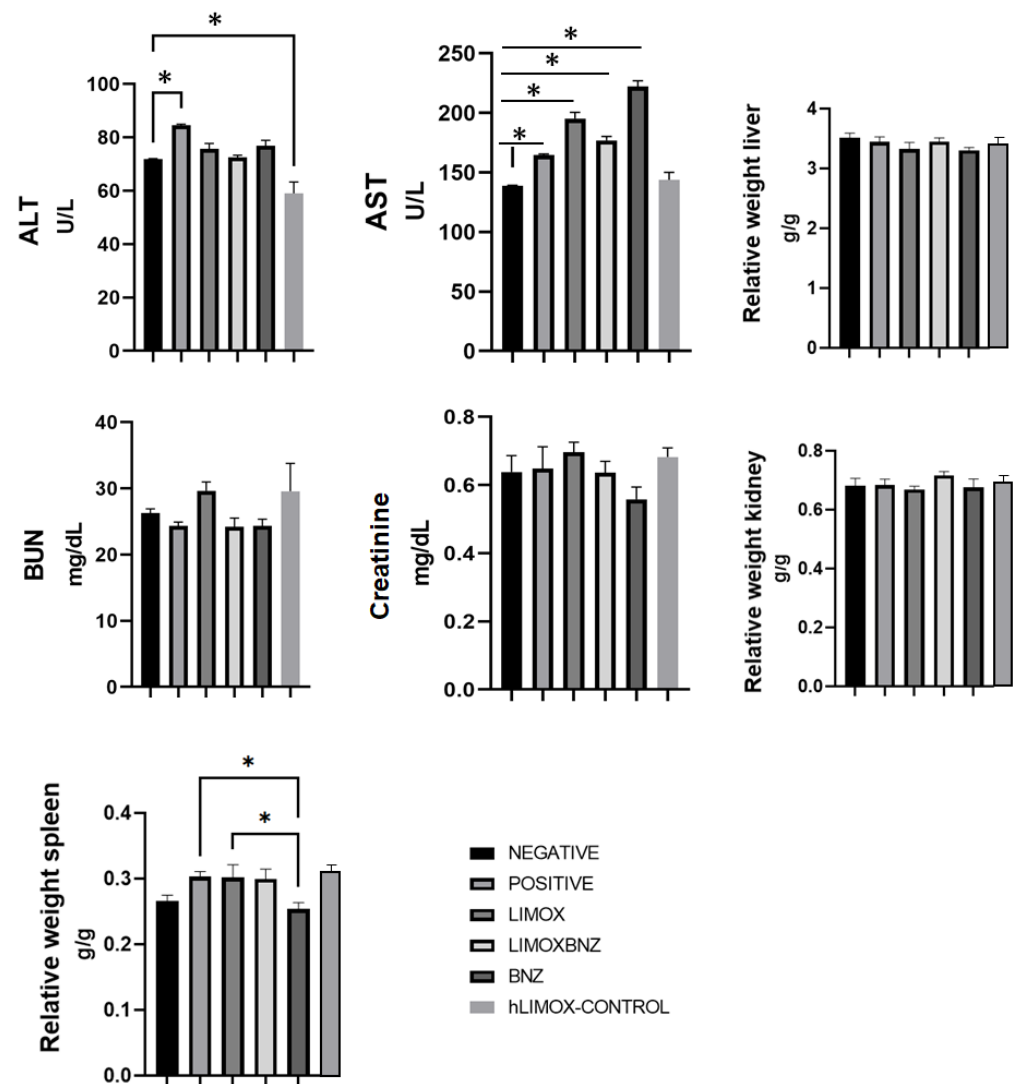 *
*
ALT
U/L
100
80
60
40
20
0
*
*
*
*
AST
U/L
250
200
150
100
50
0
Relative weight liver
g/g
4
3
2
1
0
BUN
mg/dL
40
30
20
10
0
Creatinine
mg/dL
0.8
0.6
0.4
0.2
0.0
Relative weight kidney
g/g
0.8
0.6
0.4
0.2
0.0
*
*
Relative weight spleen
g/g
0.4
0.3
0.2
0.1
0.0
NEGATIVE
POSITIVE
LIMOX
LIMOXBNZ
BNZ
hLIMOX-CONTROL